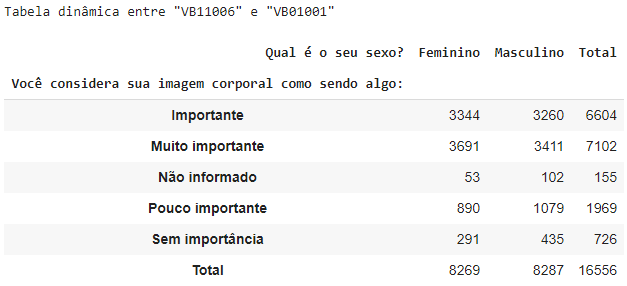 Tabela dinâmica entre "VB11006" e "VB01001"
Qual é o seu sexo? Feminino Masculino Total
Você considera sua imagem corporal como sendo algo:
Importante 3344 3260 6604
Muito importante 3691 3411 7102
Não informado 53 102 155
Pouco importante 890 1079 1969
Sem importância 291 435 726
Total 8269 8287 16556